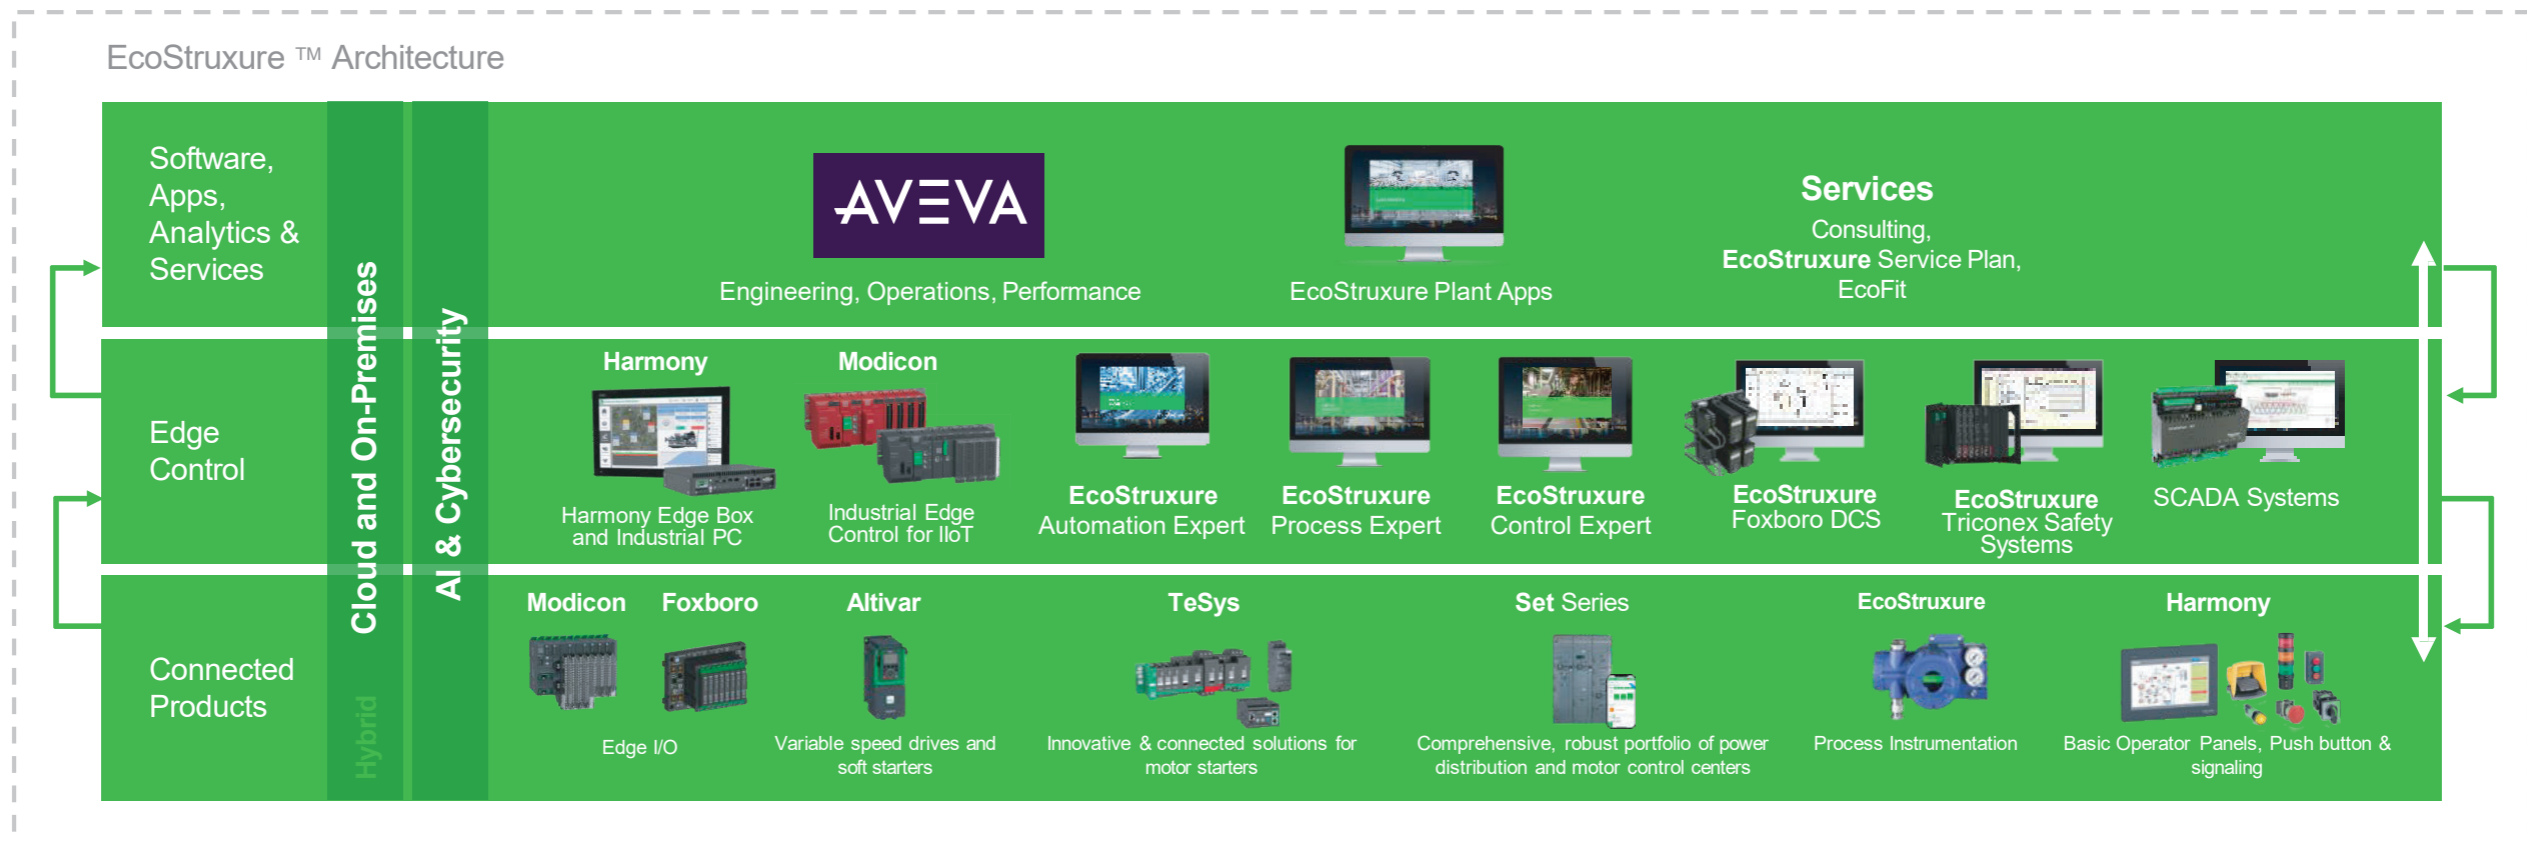 EcoStruxure ™ Architecture
Software,
Apps,
Analytics &
Services
Cloud and On-Premises
Hybrid
AI & Cybersecurity
AVEVA
Engineering, Operations, Performance
EcoStruxure Plant Apps
Services
Consulting,
EcoStruxure Service Plan,
EcoFit
Edge
Control
Harmony
Harmony Edge Box
and Industrial PC
Modicon
Industrial Edge
Control for IIoT
EcoStruxure
Automation Expert
EcoStruxure
Process Expert
EcoStruxure
Control Expert
EcoStruxure
Foxboro DCS
EcoStruxure
Triconex Safety
Systems
SCADA Systems
Connected
Products
Modicon
Foxboro
Edge I/O
Altivar
Variable speed drives and
soft starters
TeSys
Innovative & connected solutions for
motor starters
Set Series
Comprehensive, robust portfolio of power
distribution and motor control centers
EcoStruxure
Process Instrumentation
Harmony
Basic Operator Panels, Push button &
signaling